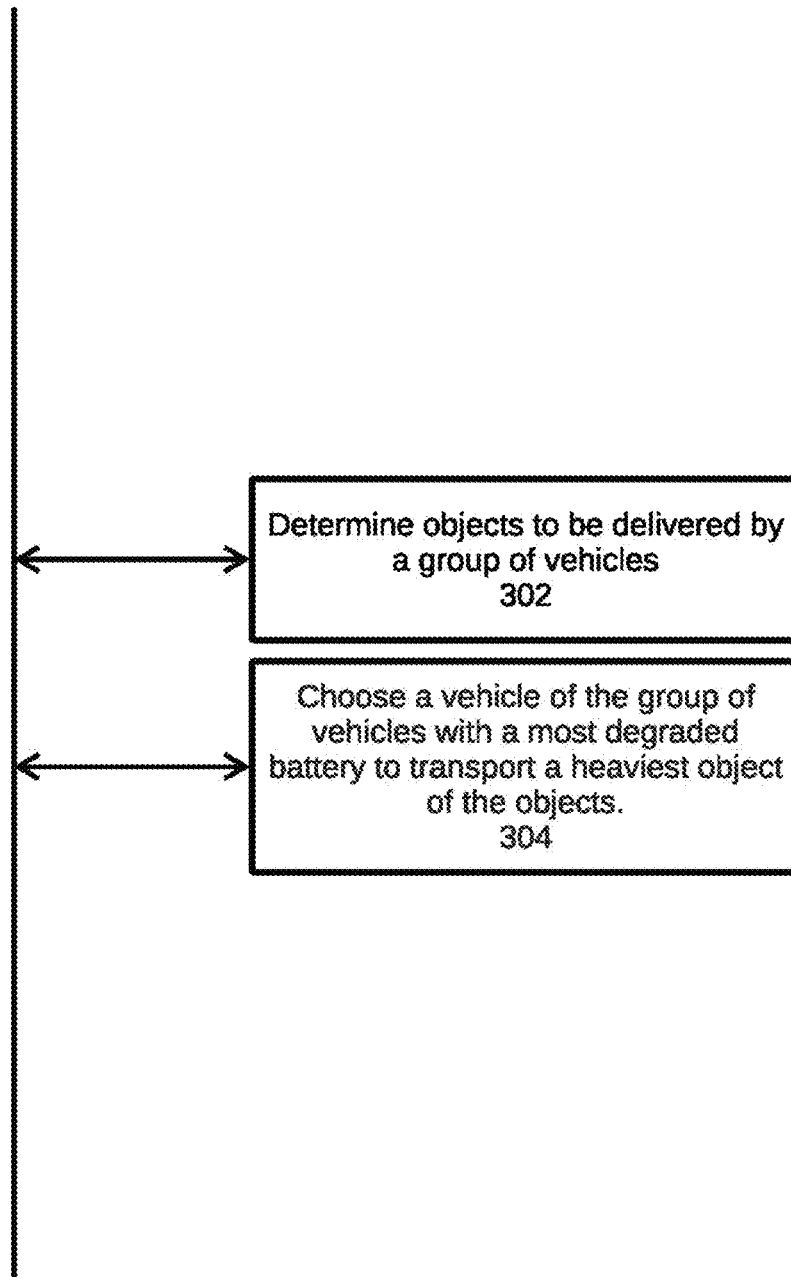 Determine objects to be delivered by
a group of vehicles
302
Choose a vehicle of the group of
vehicles with a most degraded
battery to transport a heaviest object
of the objects.
304